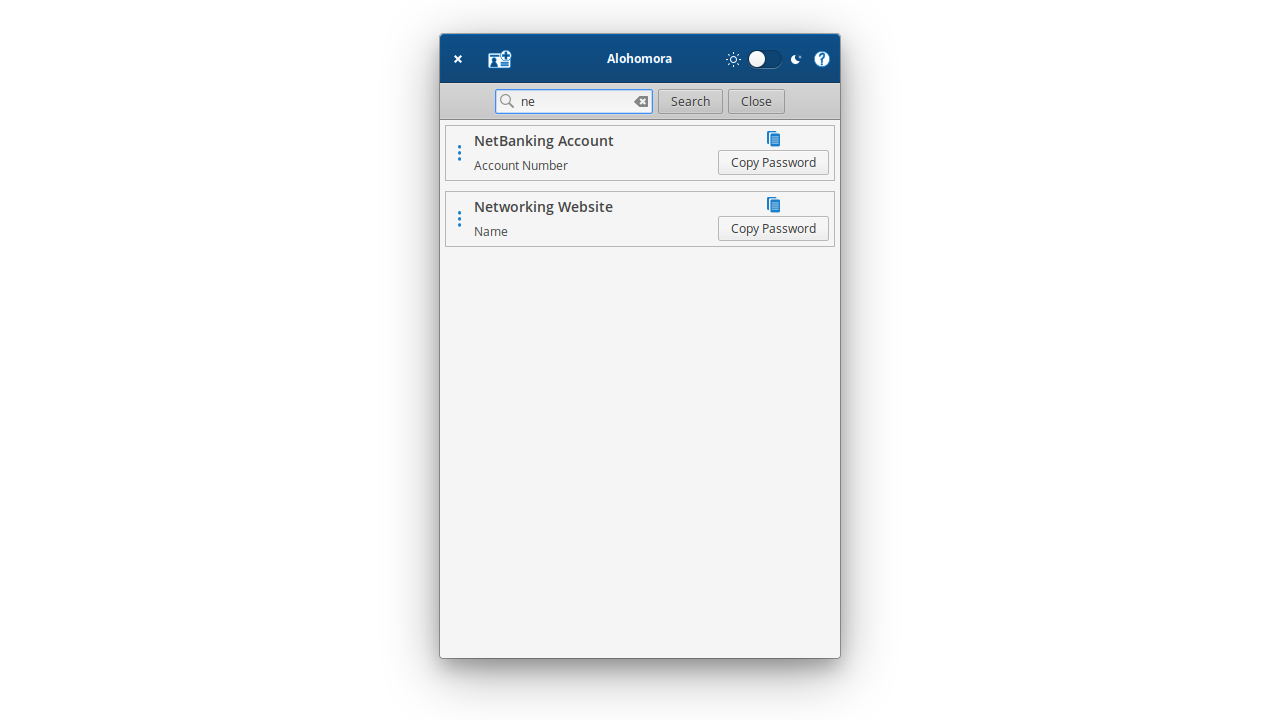 Alohomora
ne
Search
Close
NetBanking Account
Account Number
Copy Password
Networking Website
Name
Copy Password